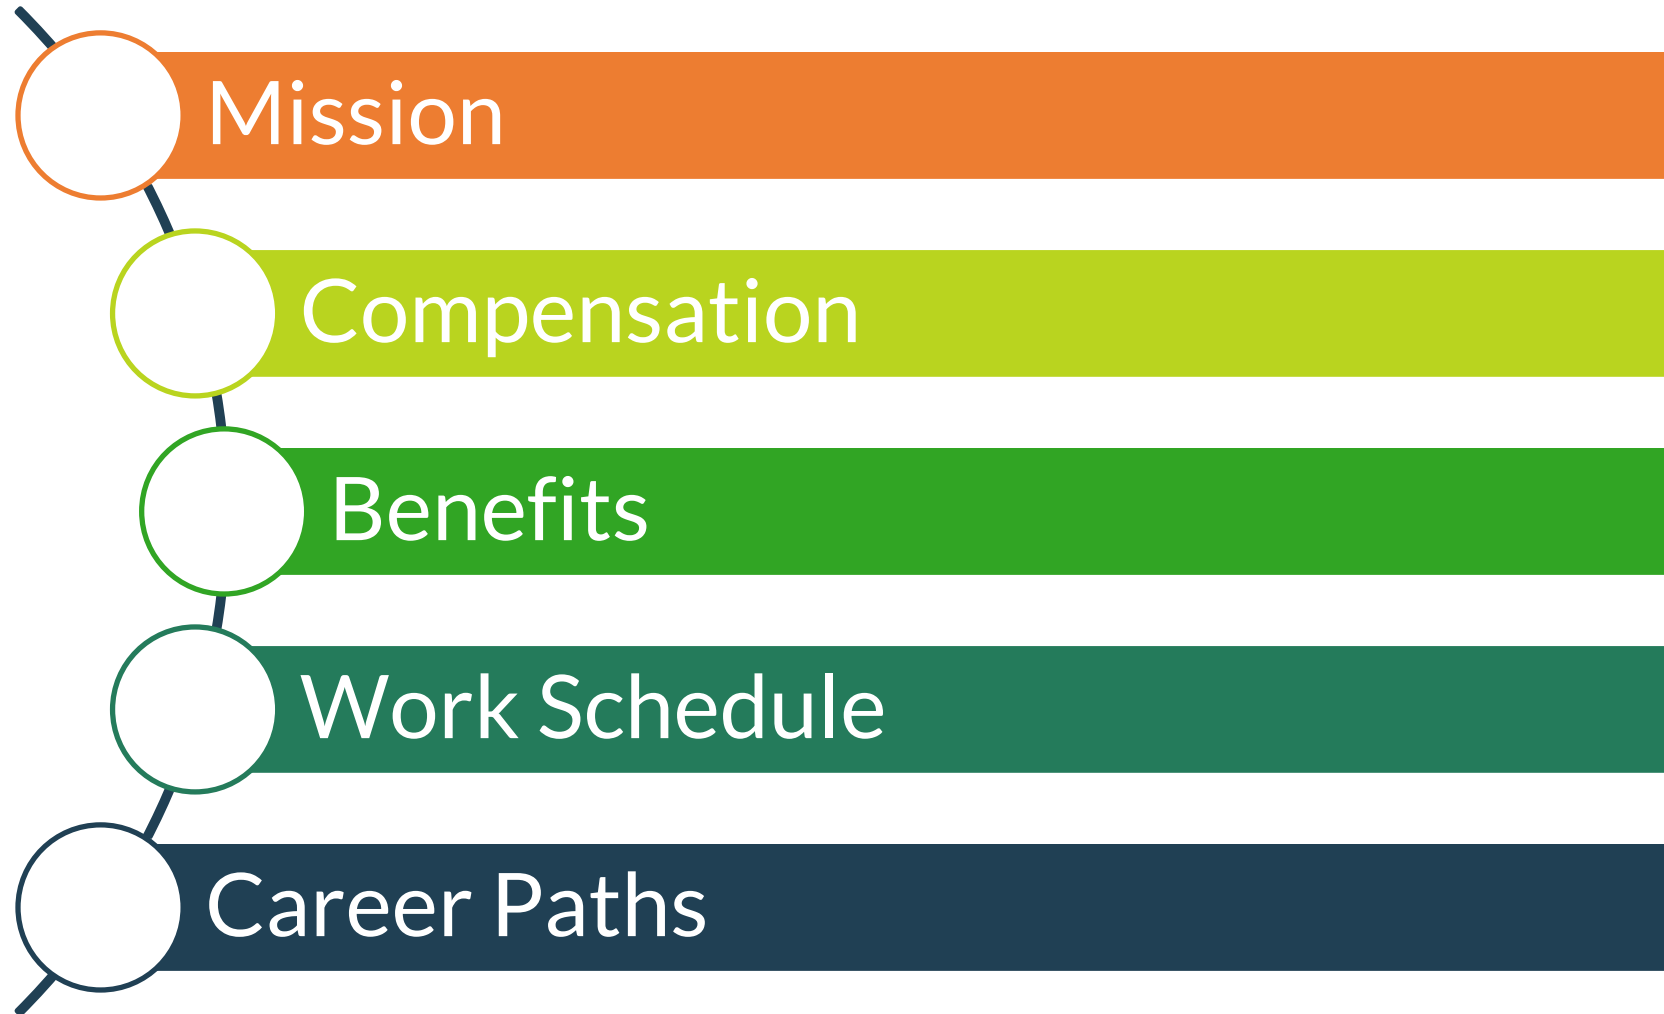 Mission
Compensation
Benefits
Work Schedule
Career Paths